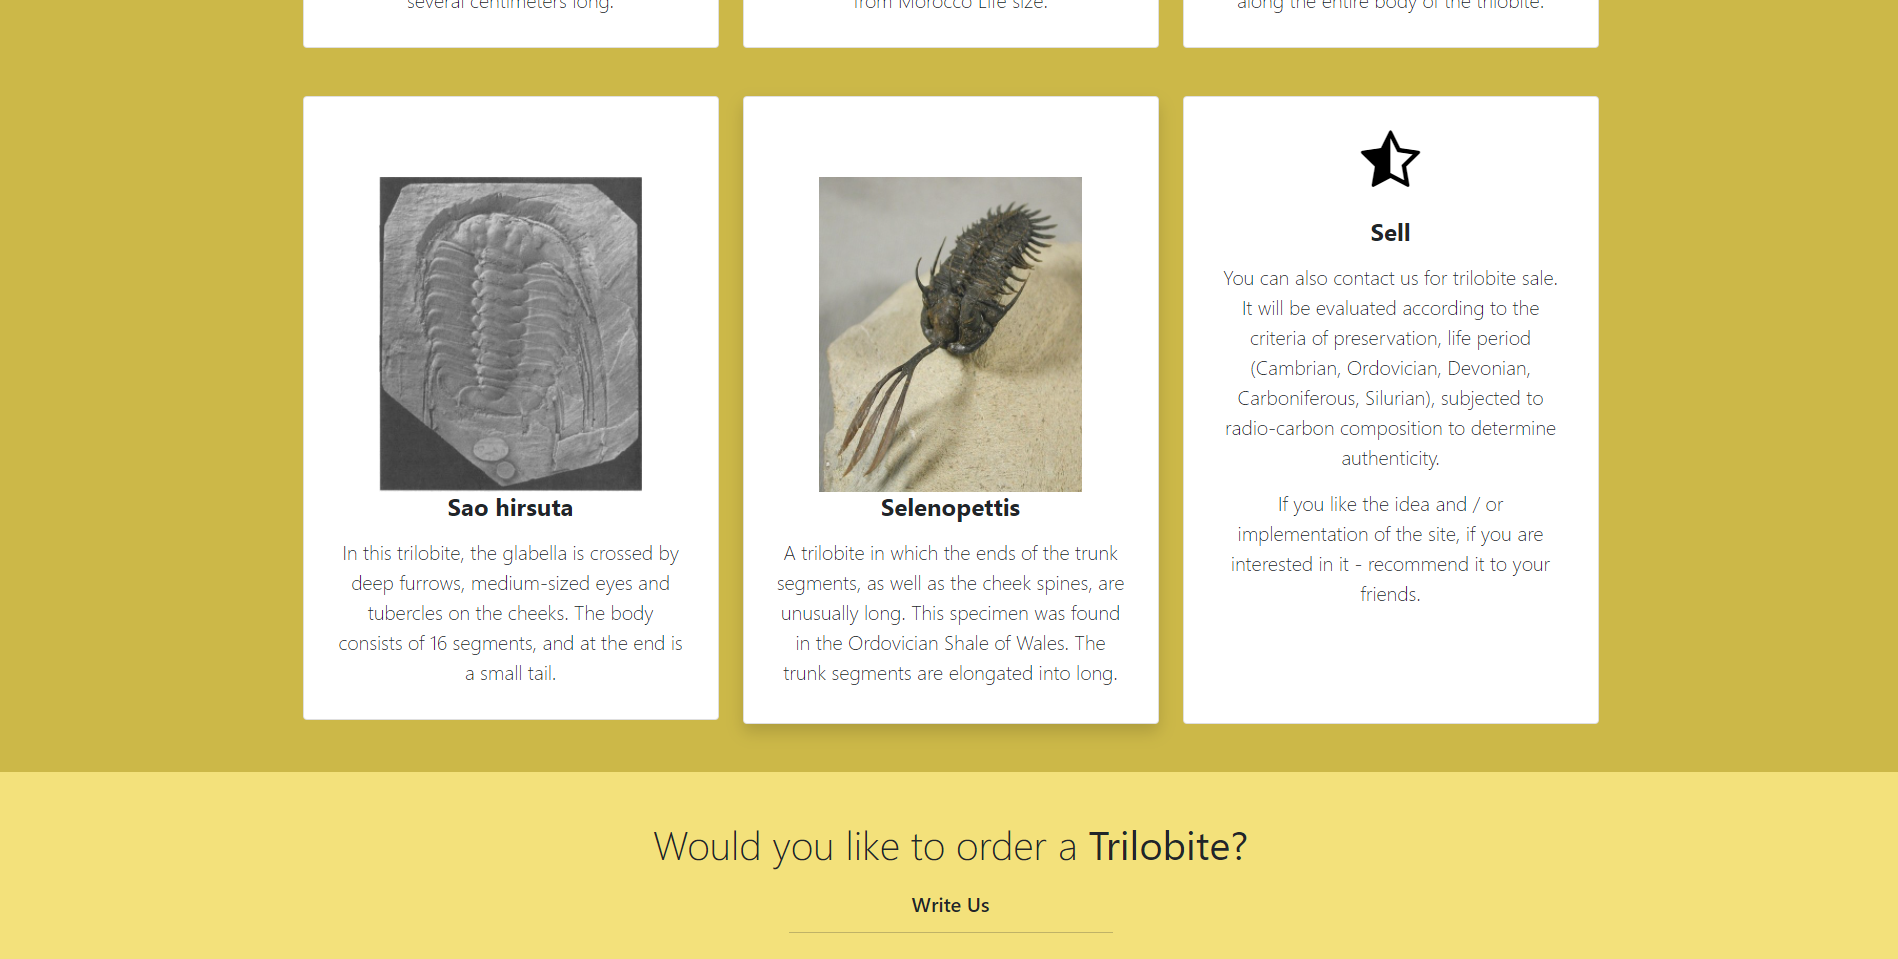 several centimeters long.
from Morocco Life size.
along the entire body of the trilobite.
Sao hirsuta
In this trilobite, the glabella is crossed by
deep furrows, medium-sized eyes and
tubercles on the cheeks. The body
consists of 16 segments, and at the end is
a small tail.
Selenopettis
A trilobite in which the ends of the trunk
segments, as well as the cheek spines, are
unusually long. This specimen was found
in the Ordovician Shale of Wales. The
trunk segments are elongated into long.
Sell
You can also contact us for trilobite sale.
It will be evaluated according to the
criteria of preservation, life period
(Cambrian, Ordovician, Devonian,
Carboniferous, Silurian), subjected to
radio-carbon composition to determine
authenticity.
If you like the idea and / or
implementation of the site, if you are
interested in it - recommend it to your
friends.
Would you like to order a Trilobite?
Write Us